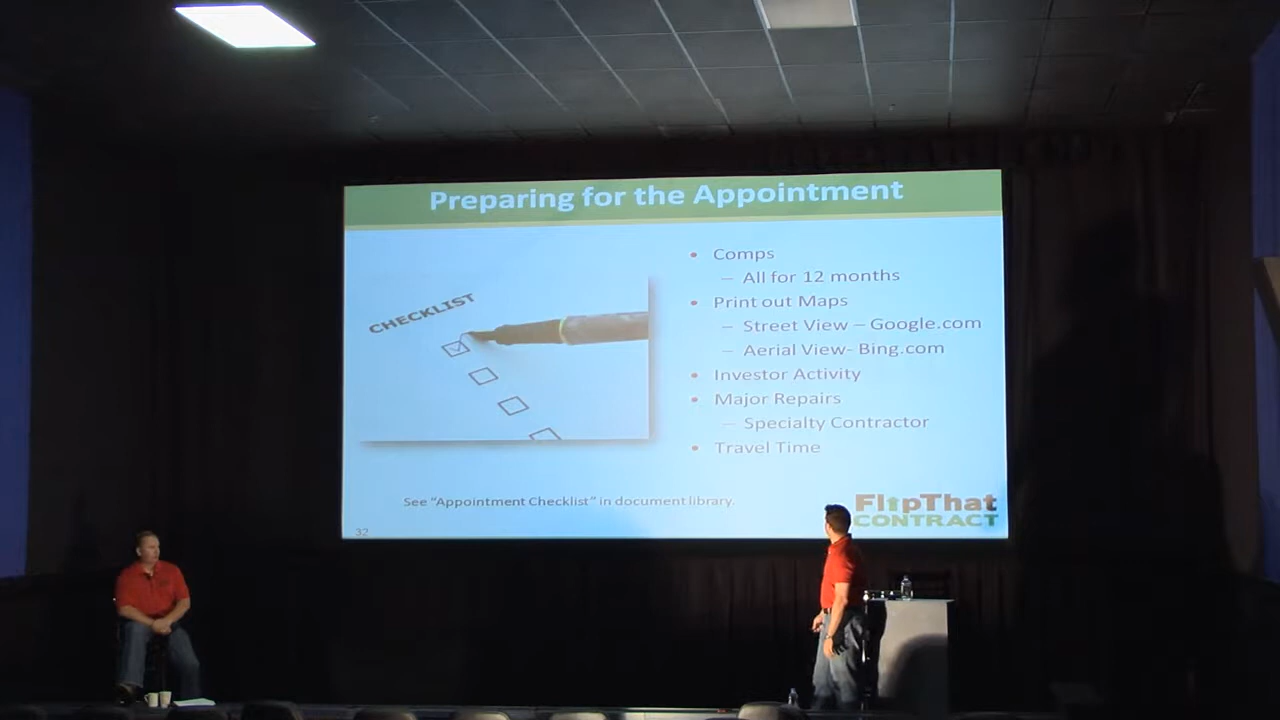 Preparing for the Appointment
CHECKLIST
• Comps
– All for 12 months
• Print out Maps
– Street View – Google.com
– Aerial View- Bing.com
• Investor Activity
• Major Repairs
– Specialty Contractor
• Travel Time
See “Appointment Checklist” in document library.
FlipThat
CONTRACT
32